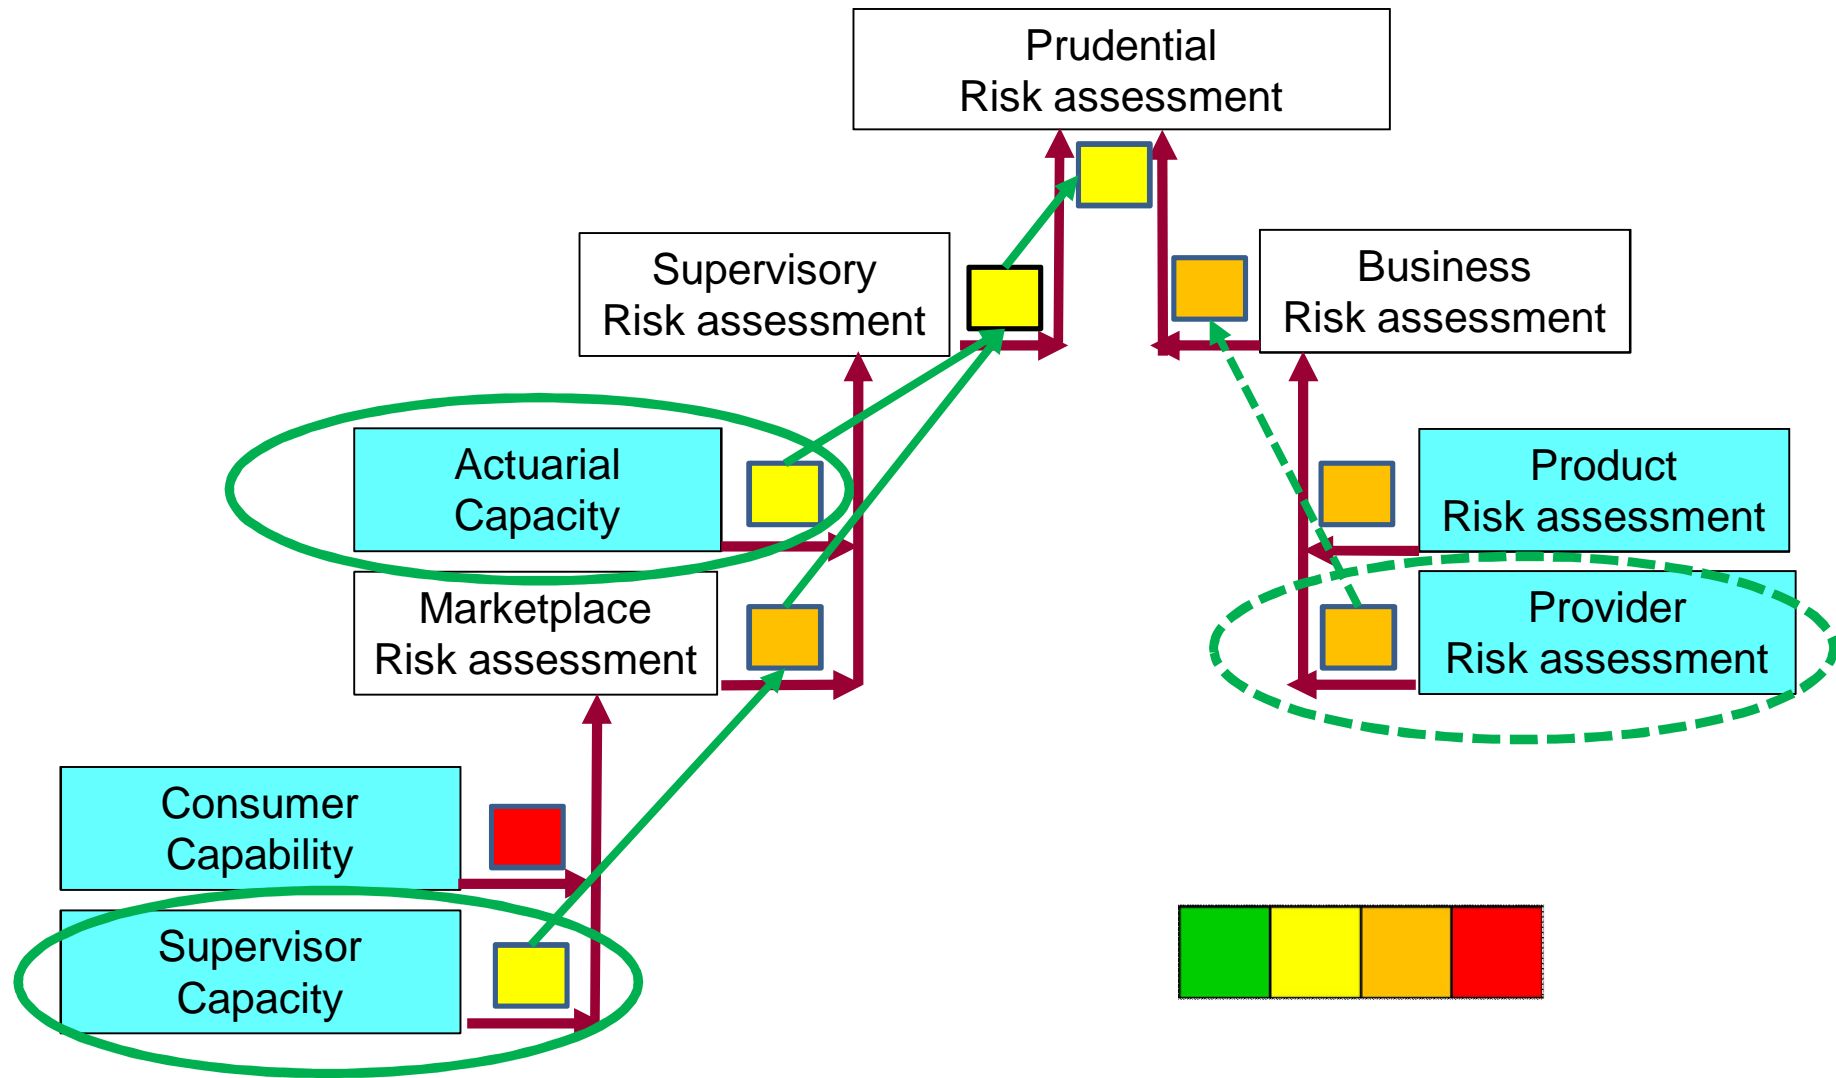 Prudential
Risk assessment
Supervisory
Risk assessment
Business
Risk assessment
Actuarial
Capacity
Product
Risk assessment
Marketplace
Risk assessment
Provider
Risk assessment
Consumer
Capability
Supervisor
Capacity